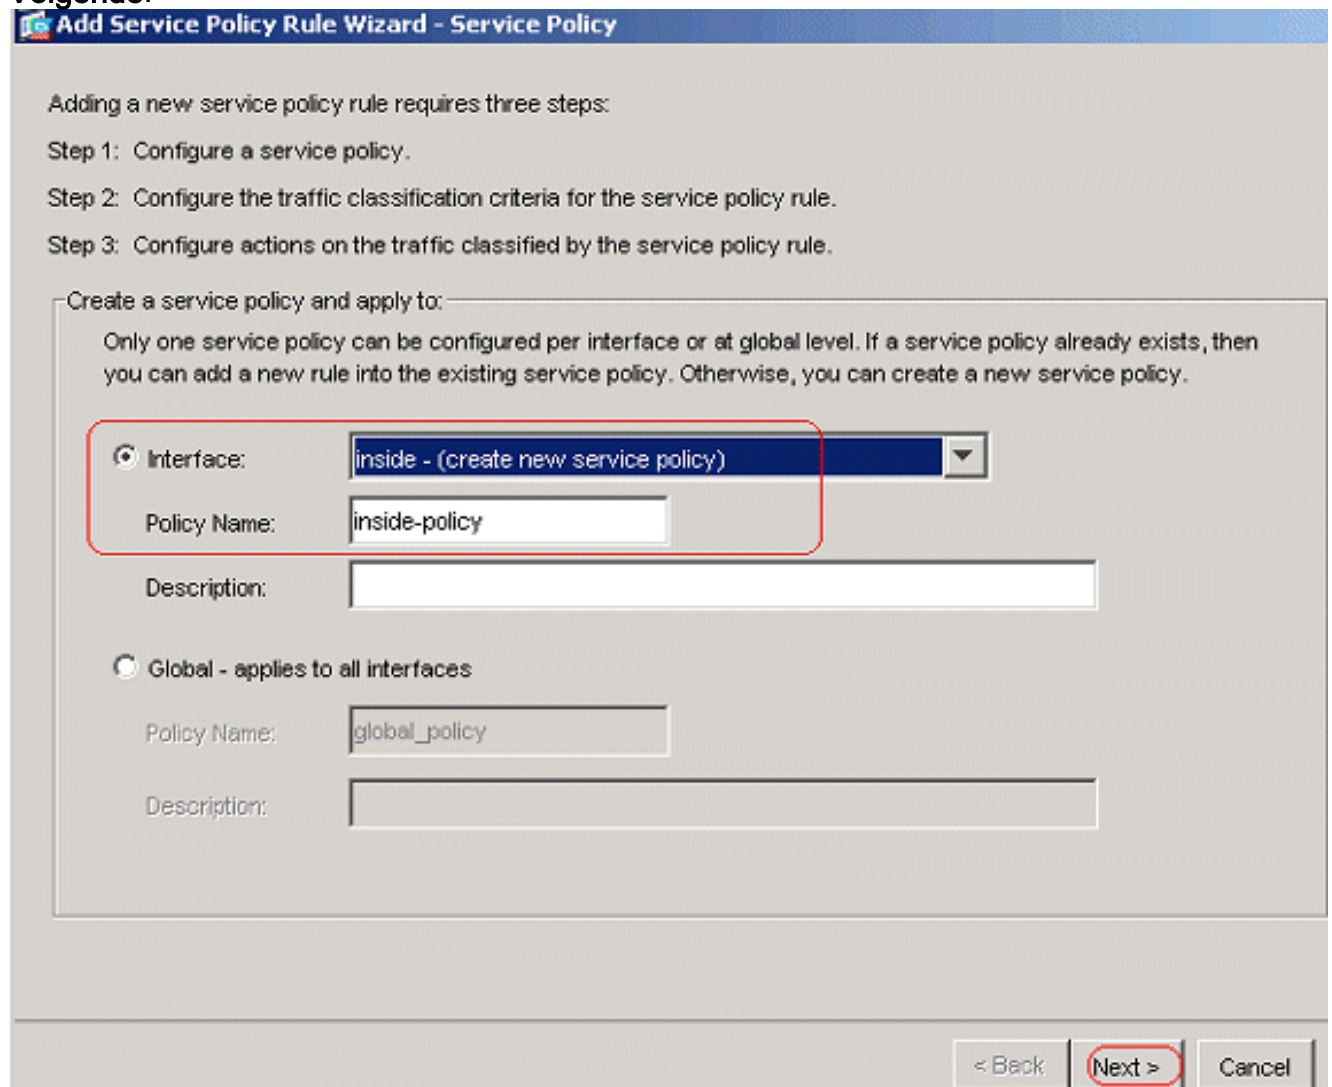 Volgende.
Add Service Policy Rule Wizard - Service Policy
Adding a new service policy rule requires three steps:
Step 1: Configure a service policy.
Step 2: Configure the traffic classification criteria for the service policy rule.
Step 3: Configure actions on the traffic classified by the service policy rule.
Create a service policy and apply to:
Only one service policy can be configured per interface or at global level. If a service policy already exists, then
you can add a new rule into the existing service policy. Otherwise, you can create a new service policy.
Interface: inside - (create new service policy)
Policy Name: inside-policy
Description:
Global - applies to all interfaces
Policy Name: global_policy
Description:
< Back Next > Cancel